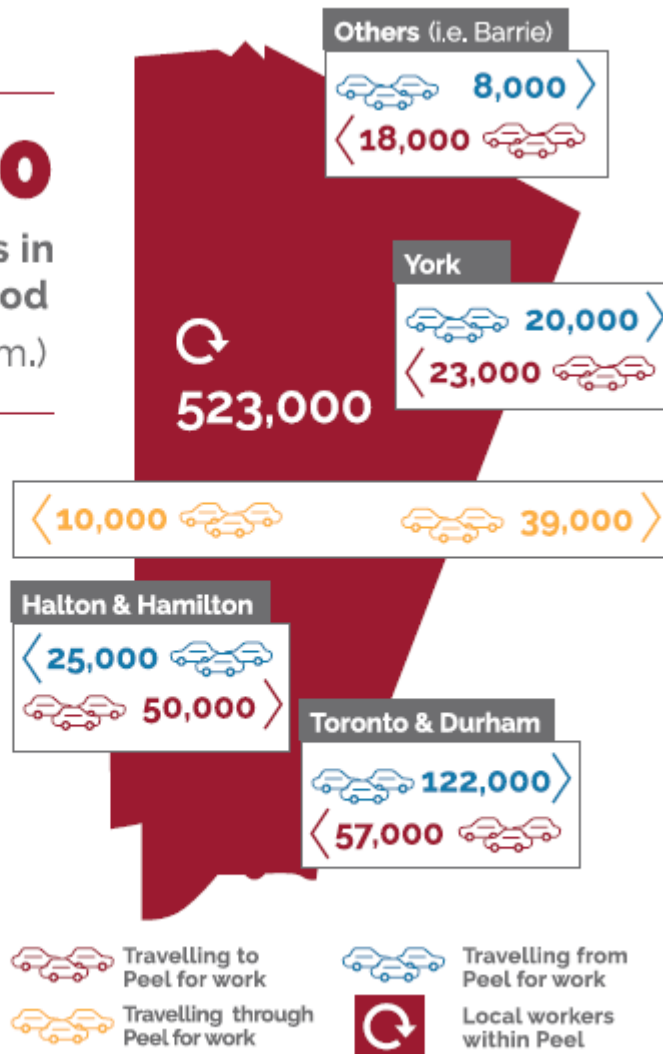 Others (i.e. Barrie)
8,000
18,000
York
20,000
23,000
523,000
10,000
39,000
Halton & Hamilton
25,000
50,000
Toronto & Durham
122,000
57,000
Travelling to
Peel for work
Travelling from
Peel for work
Travelling through
Peel for work
Local workers
within Peel